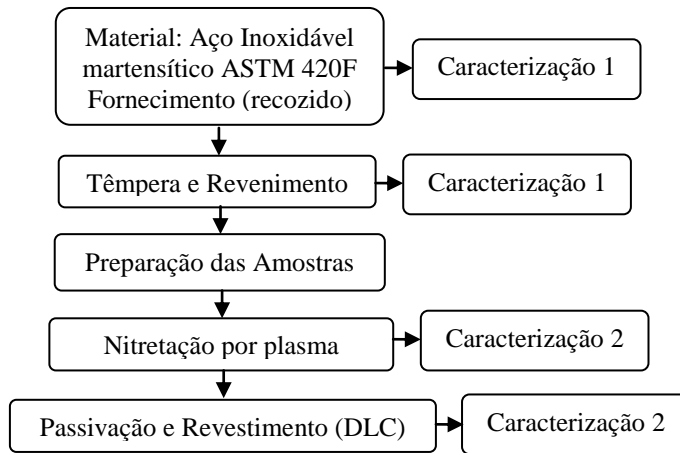 Material: Aço Inoxidável
martensítico ASTM 420F
Fornecimento (recozido)
Caracterização 1
Têmpera e Revenimento
Caracterização 1
Preparação das Amostras
Nitretação por plasma
Caracterização 2
Passivação e Revestimento (DLC)
Caracterização 2